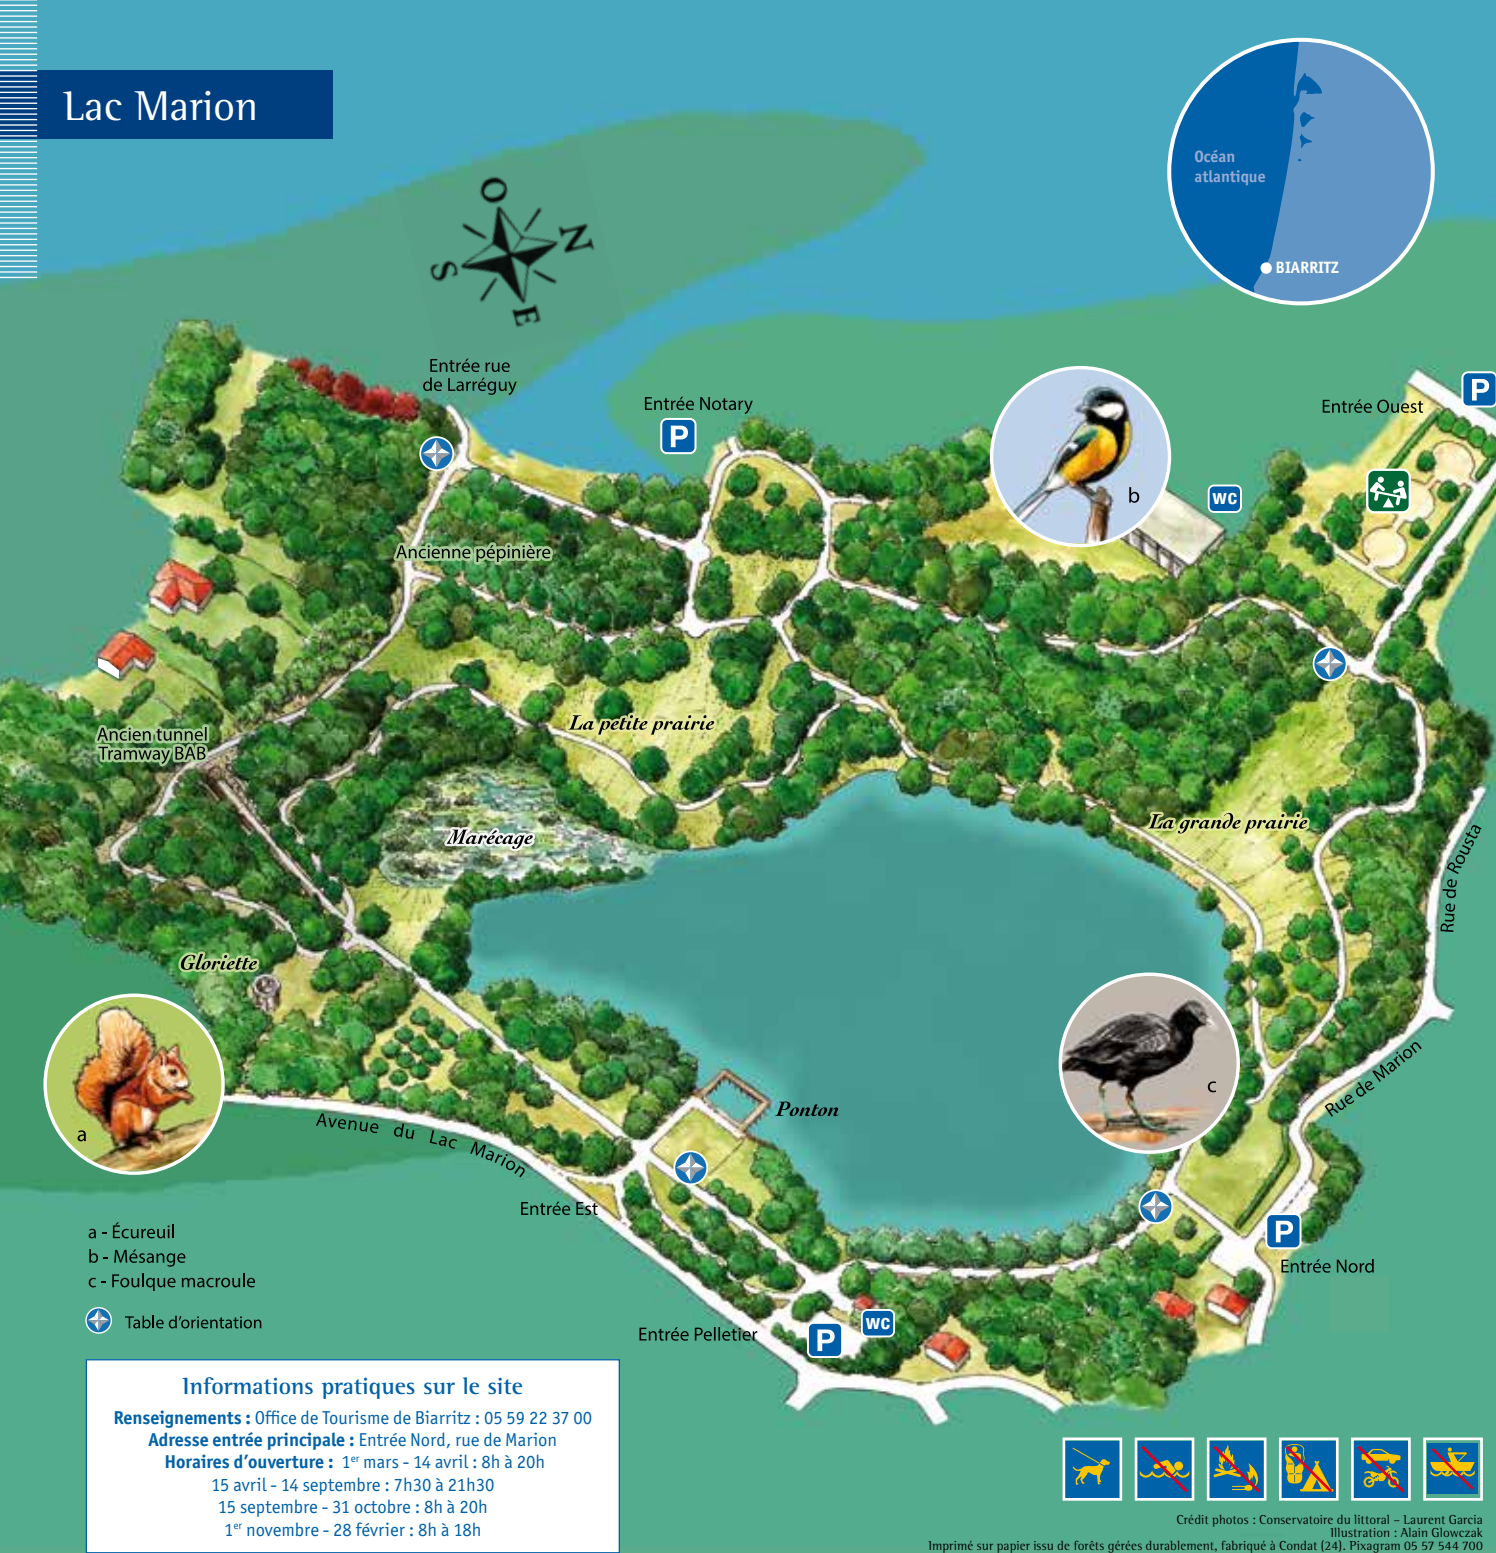 Lac Marion
Océan
atlantique
BIARRITZ
O
N
S
E
Entrée rue
de Larréguy
Entrée Notary
P
Entrée Ouest
P
b
WC
Ancienne pépinière
La petite prairie
Ancien tunnel
Tramway BAB
Marécage
La grande prairie
Rue de Rousta
Gloriette
a
c
Rue de Marion
Ponton
Avenue du Lac Marion
Entrée Est
P
Entrée Nord
Entrée Pelletier
P
WC
a - Écureuil
b - Mésange
c - Foulque macroule
Table d'orientation
Informations pratiques sur le site
Renseignements : Office de Tourisme de Biarritz : 05 59 22 37 00
Adresse entrée principale : Entrée Nord, rue de Marion
Horaires d'ouverture : 1er mars - 14 avril : 8h à 20h
15 avril - 14 septembre : 7h30 à 21h30
15 septembre - 31 octobre : 8h à 20h
1er novembre - 28 février : 8h à 18h
Crédit photos : Conservatoire du littoral – Laurent Garcia
Illustration : Alain Glowczak
Imprimé sur papier issu de forêts gérées durablement, fabriqué à Condat (24). Pixagram 05 57 544 700